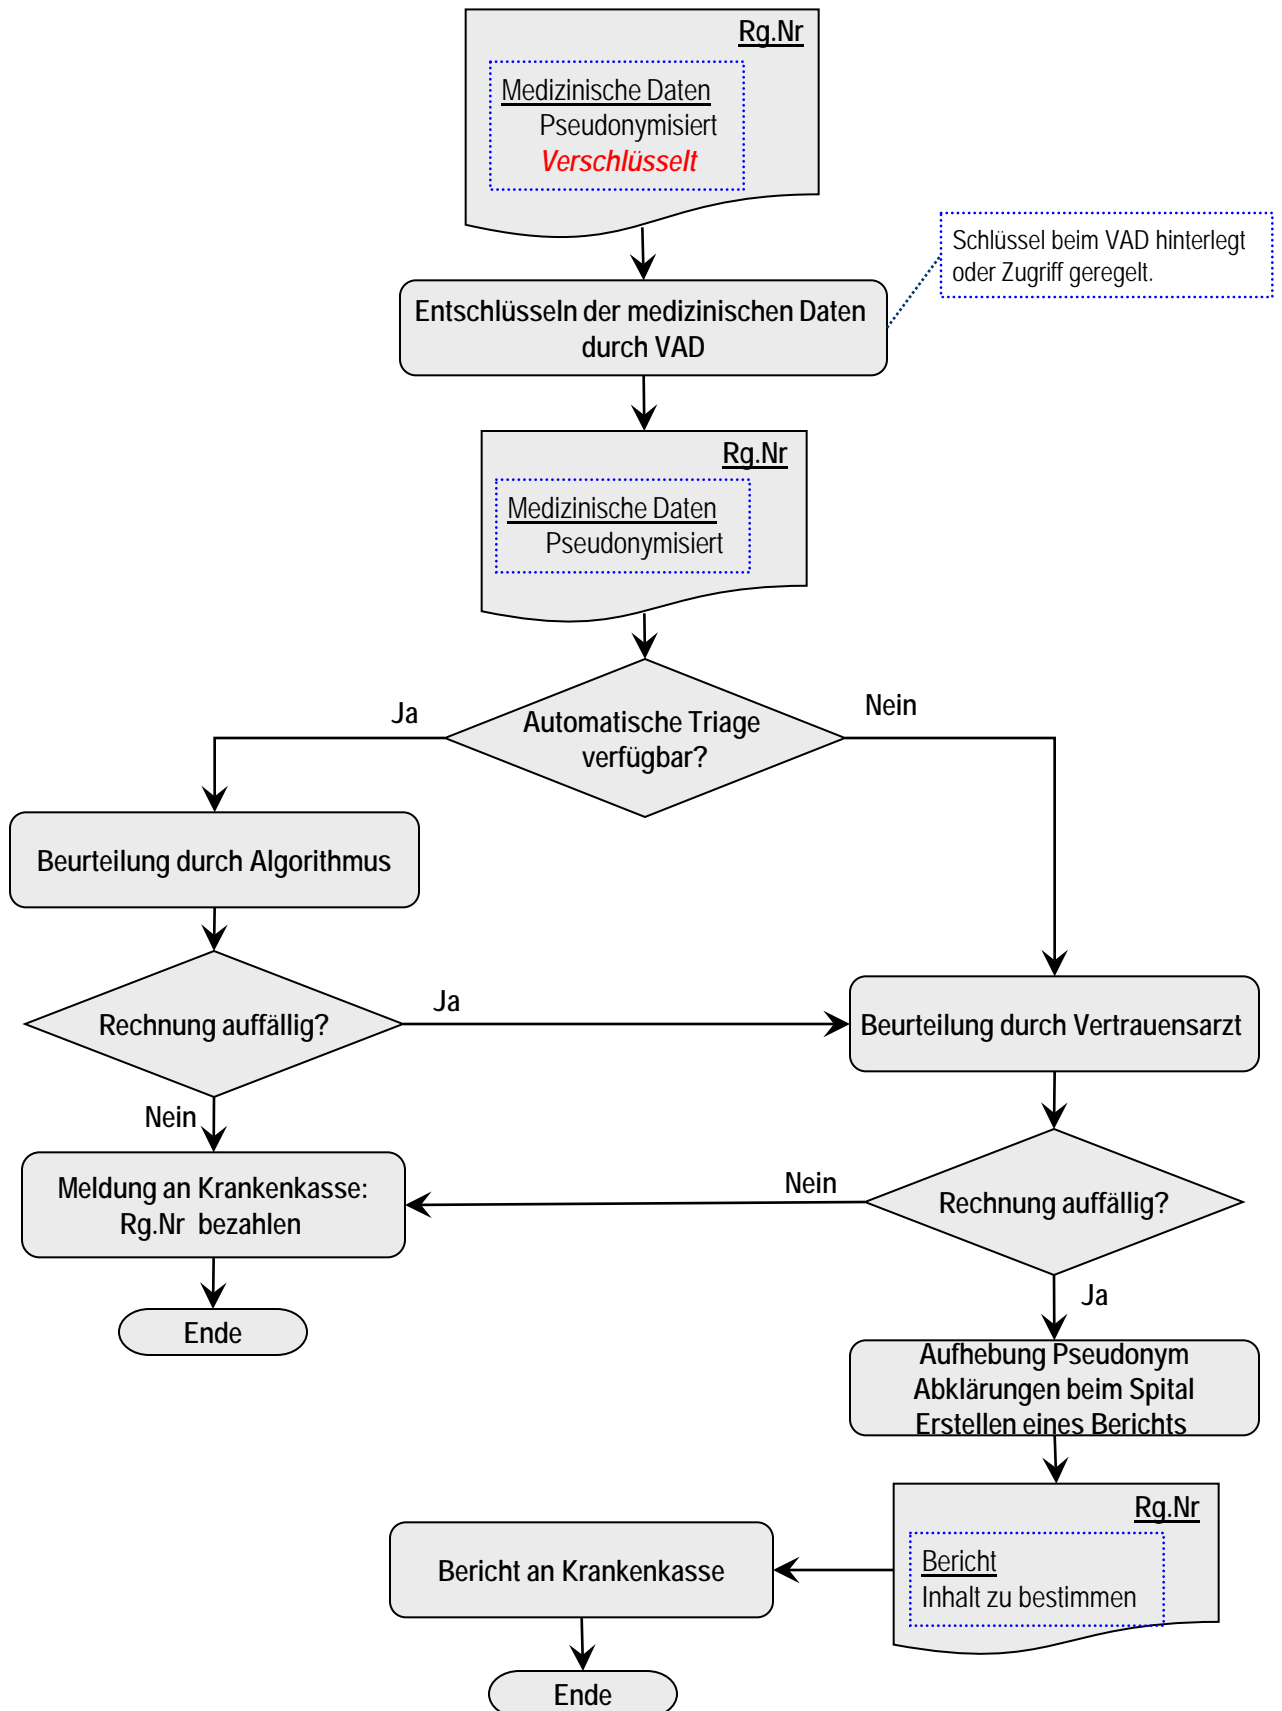 Rg.Nr
Medizinische Daten
Pseudonymisiert
Verschlüsselt
Schlüssel beim VAD hinterlegt
oder Zugriff geregelt.
Entschlüsseln der medizinischen Daten
durch VAD
Rg.Nr
Medizinische Daten
Pseudonymisiert
Ja
Automatische Triage
verfügbar?
Nein
Beurteilung durch Algorithmus
Rechnung auffällig?
Ja
Beurteilung durch Vertrauensarzt
Nein
Meldung an Krankenkasse:
Rg.Nr bezahlen
Nein
Rechnung auffällig?
Ende
Ja
Aufhebung Pseudonym
Abklärungen beim Spital
Erstellen eines Berichts
Rg.Nr
Bericht
Inhalt zu bestimmen
Bericht an Krankenkasse
Ende